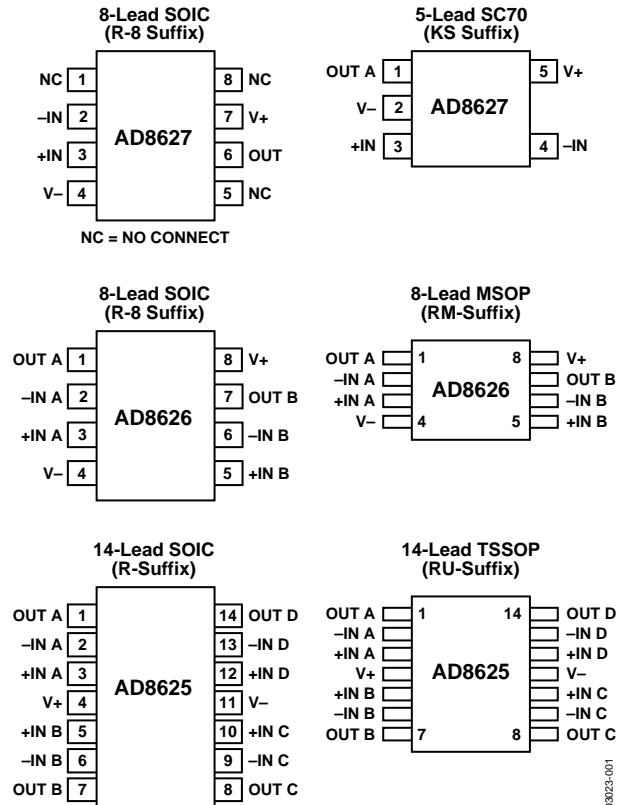 8-Lead SOIC
(R-8 Suffix)
NC 1 8 NC
–IN 2 7 V+
+IN 3 6 OUT
V– 4 5 NC
AD8627
NC = NO CONNECT
5-Lead SC70
(KS Suffix)
OUT A 1 5 V+
V– 2
+IN 3 4 –IN
AD8627
8-Lead SOIC
(R-8 Suffix)
OUT A 1 8 V+
–IN A 2 7 OUT B
+IN A 3 6 –IN B
V– 4 5 +IN B
AD8626
8-Lead MSOP
(RM-Suffix)
OUT A 1 8 V+
–IN A OUT B
+IN A –IN B
V– 4 5 +IN B
AD8626
14-Lead SOIC
(R-Suffix)
OUT A 1 14 OUT D
–IN A 2 13 –IN D
+IN A 3 12 +IN D
V+ 4 11 V–
+IN B 5 10 +IN C
–IN B 6 9 –IN C
OUT B 7 8 OUT C
AD8625
14-Lead TSSOP
(RU-Suffix)
OUT A 1 14 OUT D
–IN A –IN D
+IN A +IN D
V+ V–
+IN B +IN C
–IN B –IN C
OUT B 7 8 OUT C
AD8625
03023-001